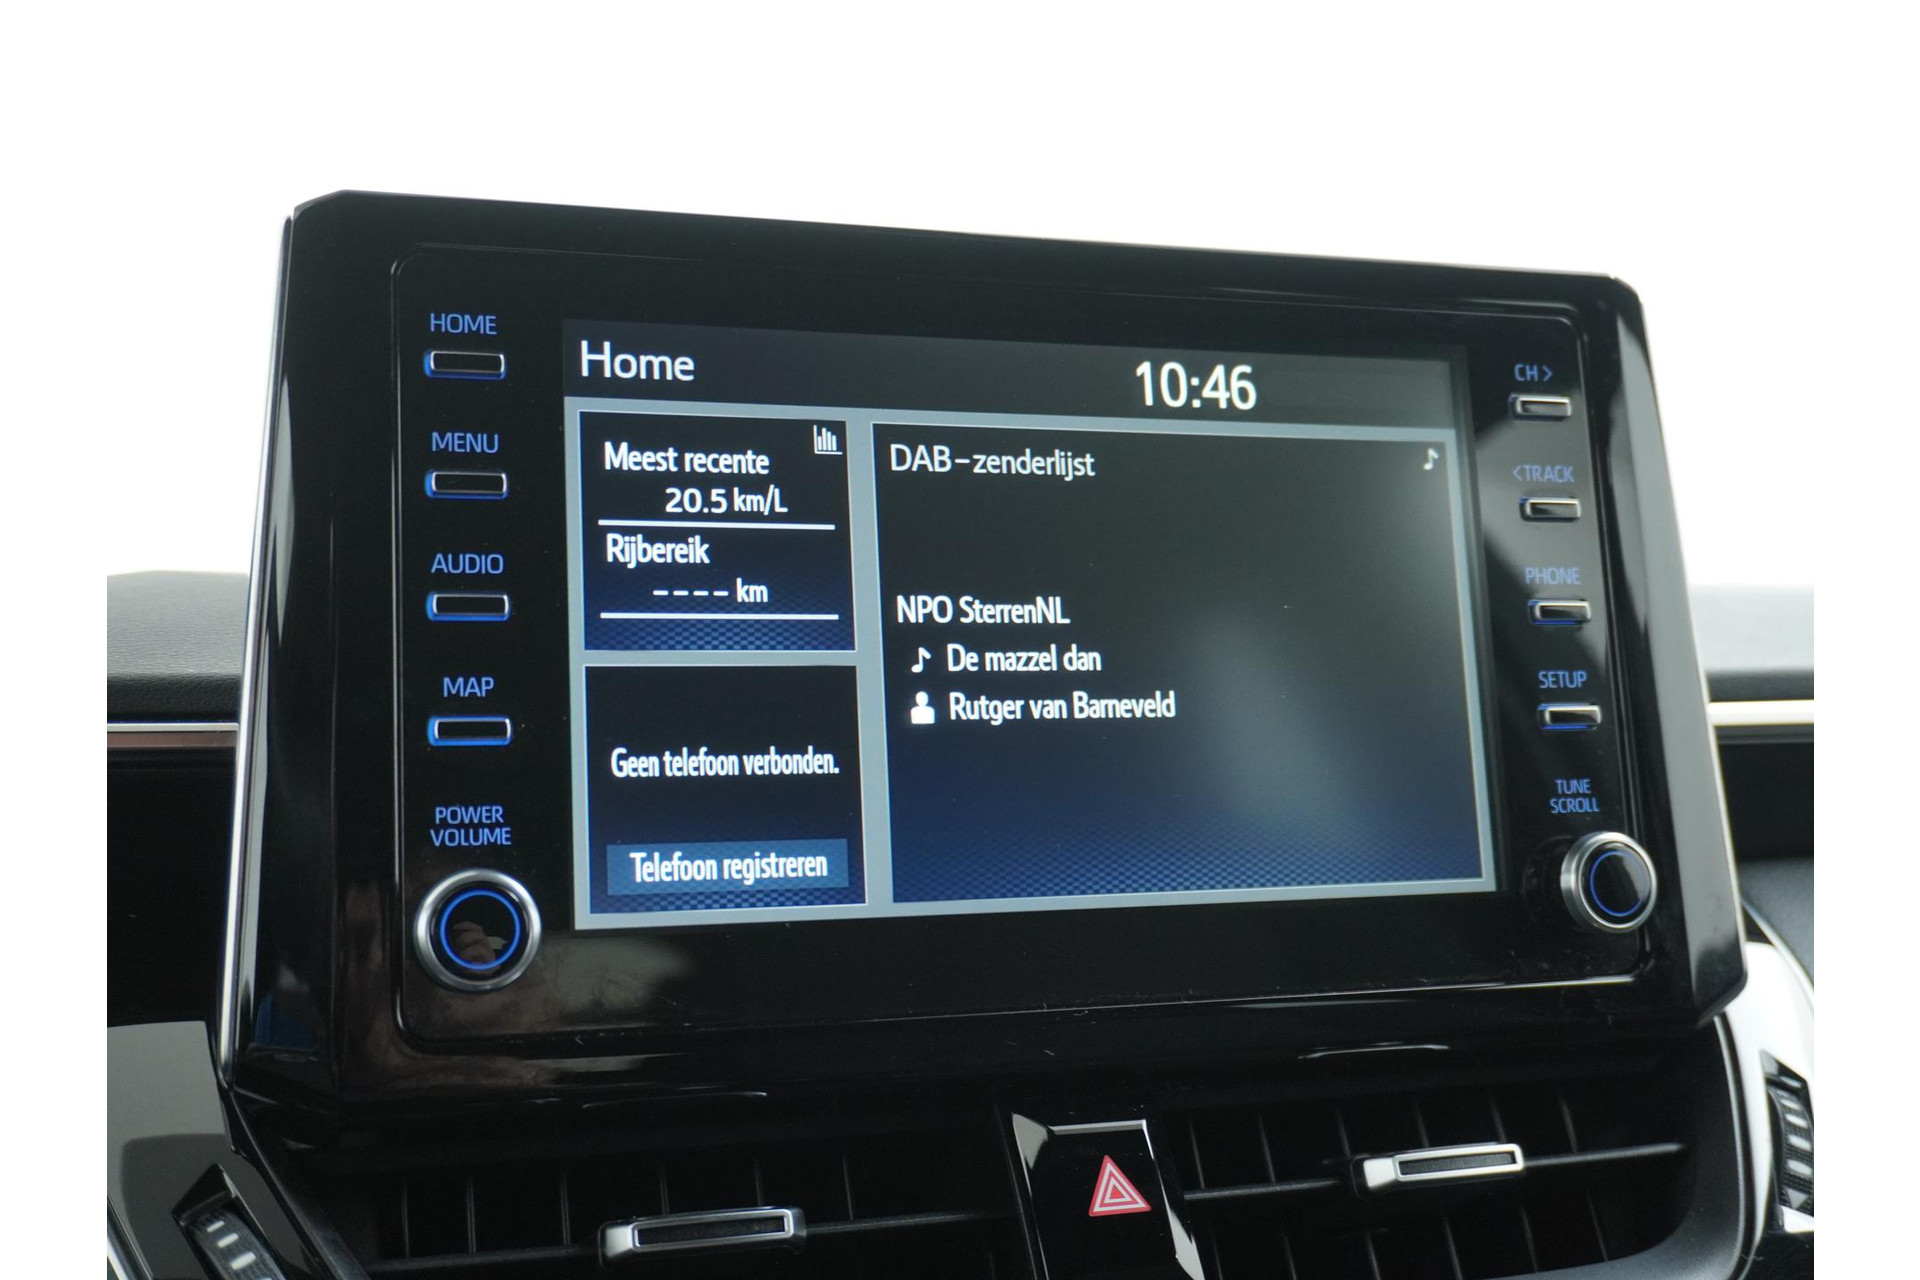 HOME
MENU
AUDIO
MAP
POWER
VOLUME
Home
10:46
Meest recente
20.5 km/L
Rijbereik
---- km
Geen telefoon verbonden.
Telefoon registreren
DAB-zenderlijst
NPO SterrenNL
De mazzel dan
Rutger van Barneveld
CH>
<TRACK
PHONE
SETUP
TUNE
SCROLL